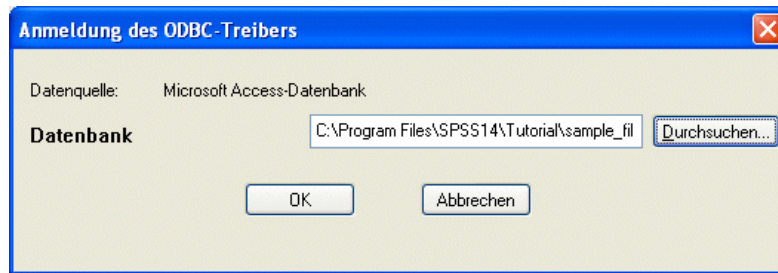 Anmeldung des ODBC-Treibers
Datenquelle: Microsoft Access-Datenbank
Datenbank C:\Program Files\SPSS14\Tutorial\sample_fil Durchsuchen...
OK Abbrechen